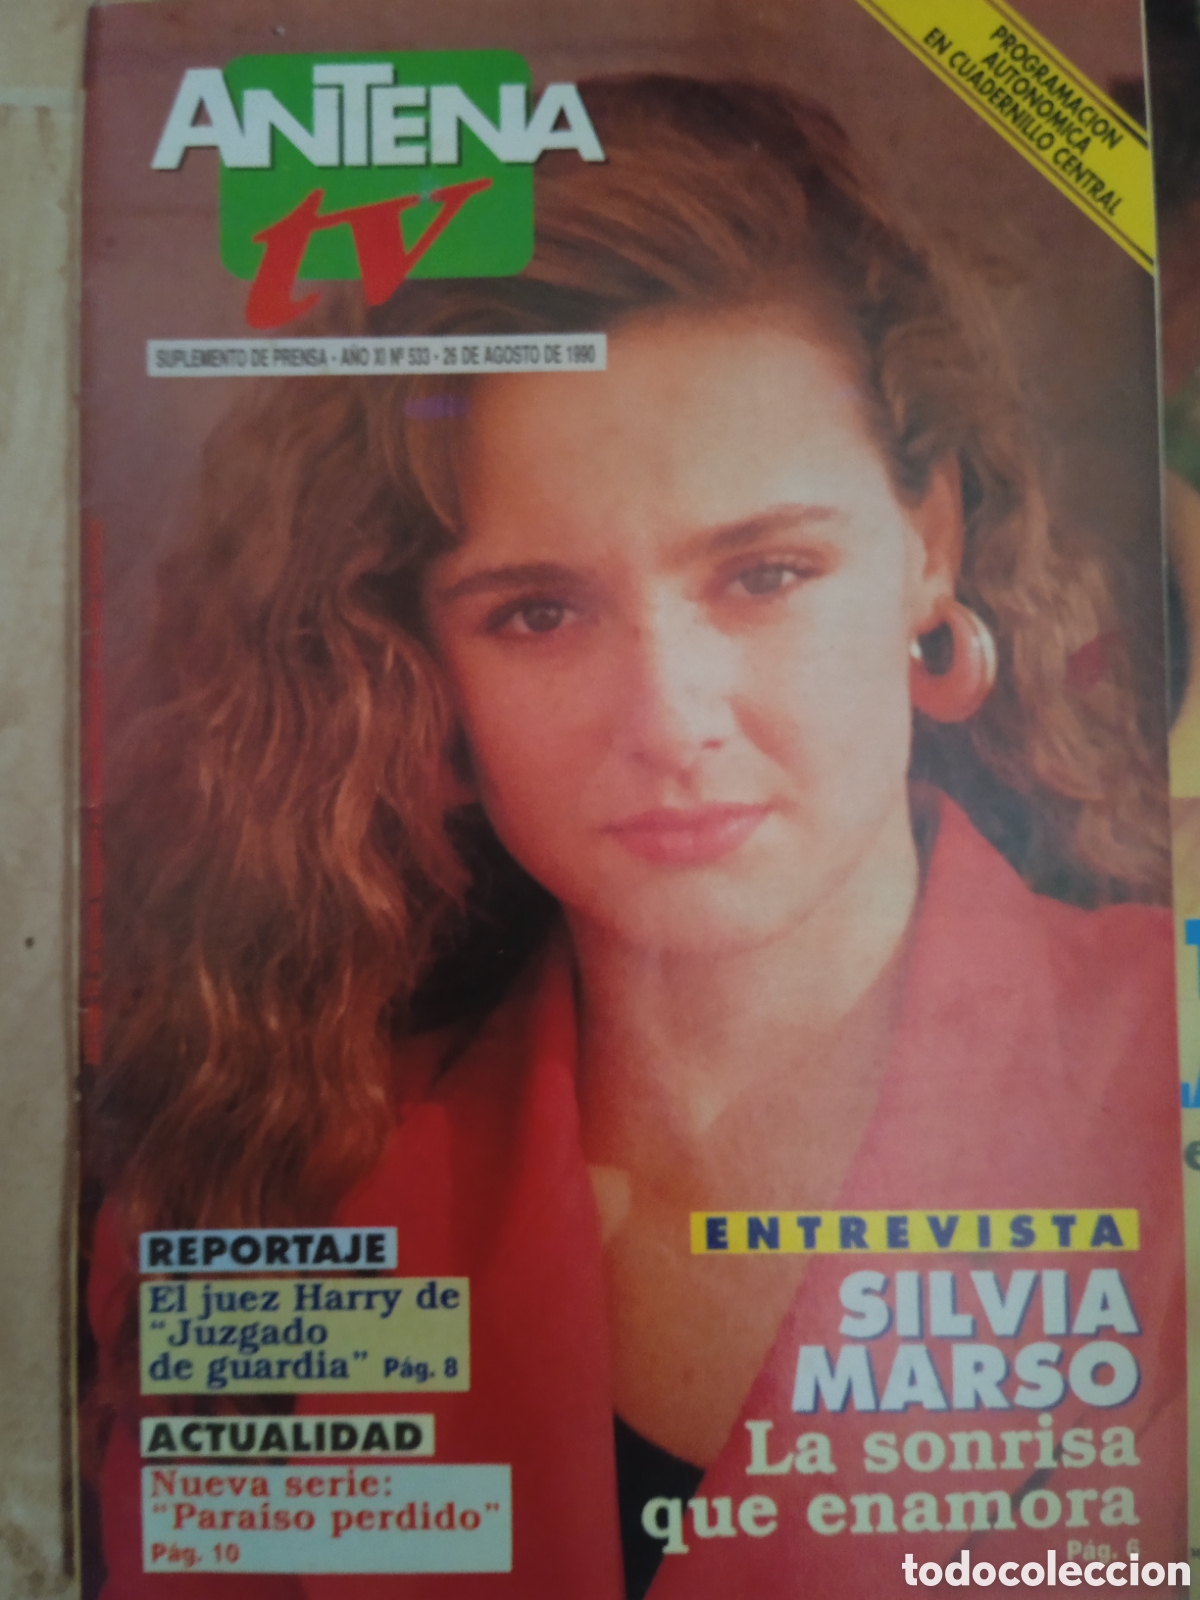 ANTENA
tv
SUPLEMENTO DE PRENSA - AÑO XI Nº 533 - 26 DE AGOSTO DE 1990
PROGRAMACION
AUTONOMICA
EN CUADERNILLO CENTRAL
REPORTAJE
El juez Harry de
"Juzgado
de guardia" Pág. 8
ACTUALIDAD
Nueva serie:
"Paraíso perdido"
Pág. 10
ENTREVISTA
SILVIA
MARSO
La sonrisa
que enamora
Pág. 6
todocoleccion